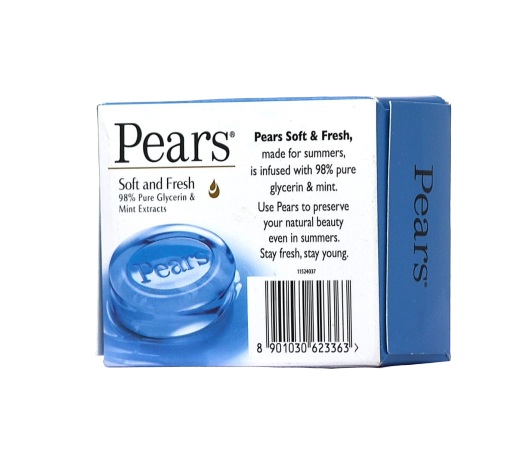 Pears®
Soft and Fresh
98% Pure Glycerin &
Mint Extracts
Pears
Pears Soft & Fresh,
made for summers,
is infused with 98% pure
glycerin & mint.
Use Pears to preserve
your natural beauty
even in summers.
Stay fresh, stay young.
11524037
8 901030 623363 >
Pears®